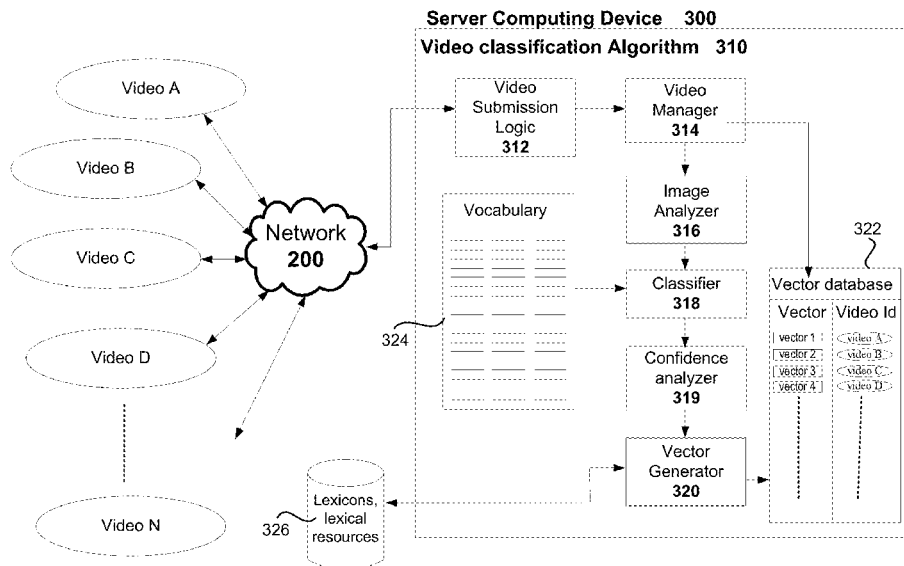 Server Computing Device 300
Video classification Algorithm 310
Video A
Video B
Video C
Video D
Video N
Network
200
Video
Submission
Logic
312
Video
Manager
314
Image
Analyzer
316
Vocabulary
324
Classifier
318
Confidence
analyzer
319
Vector
Generator
320
322
Vector database
Vector Video Id
vector 1 video A
vector 2 video B
vector 3 video C
vector 4 video D
326
Lexicons,
lexical
resources